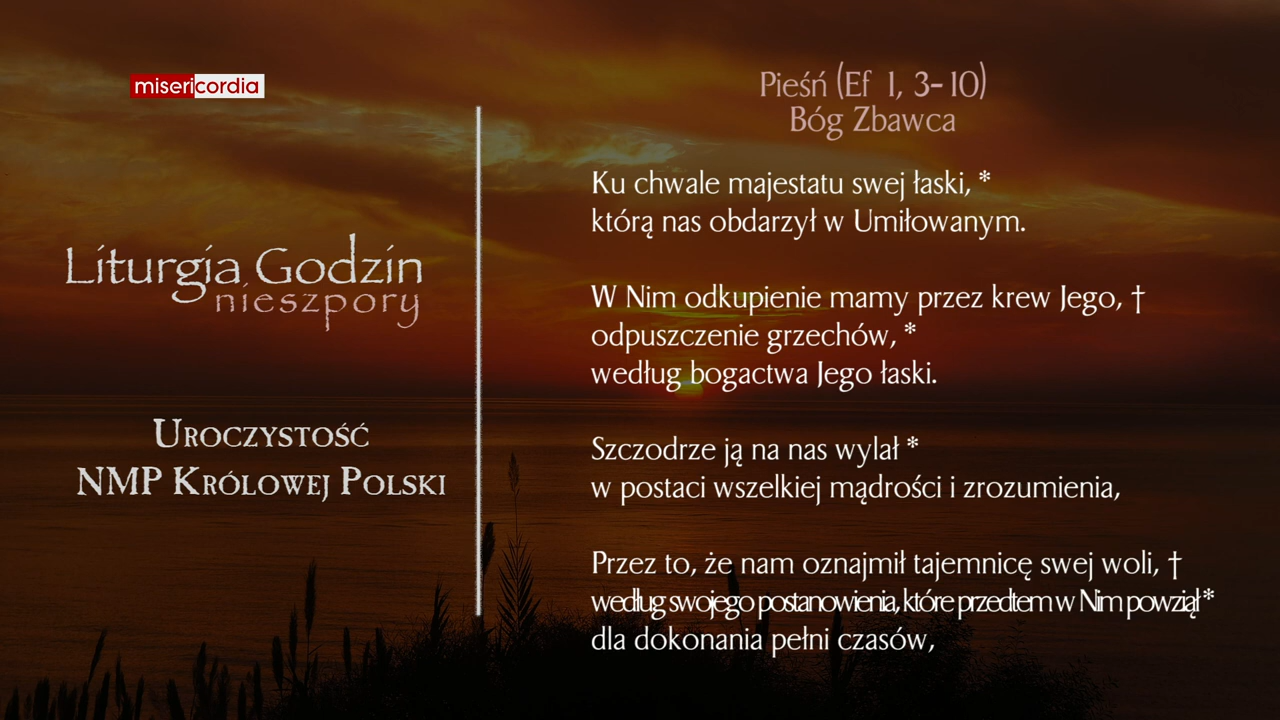 misericordia
Liturgia Godzin
nieszpory
Uroczystość
NMP Królowej Polski
Pieśń (Ef 1, 3-10)
Bóg Zbawca
Ku chwale majestatu swej łaski, *
którą nas obdarzył w Umiłowanym.
W Nim odkupienie mamy przez krew Jego, †
odpuszczenie grzechów, *
według bogactwa Jego łaski.
Szczodrze ją na nas wylał *
w postaci wszelkiej mądrości i zrozumienia,
Przez to, że nam oznajmił tajemnicę swej woli, †
według swojego postanowienia, które przedtem w Nim powziął *
dla dokonania pełni czasów,